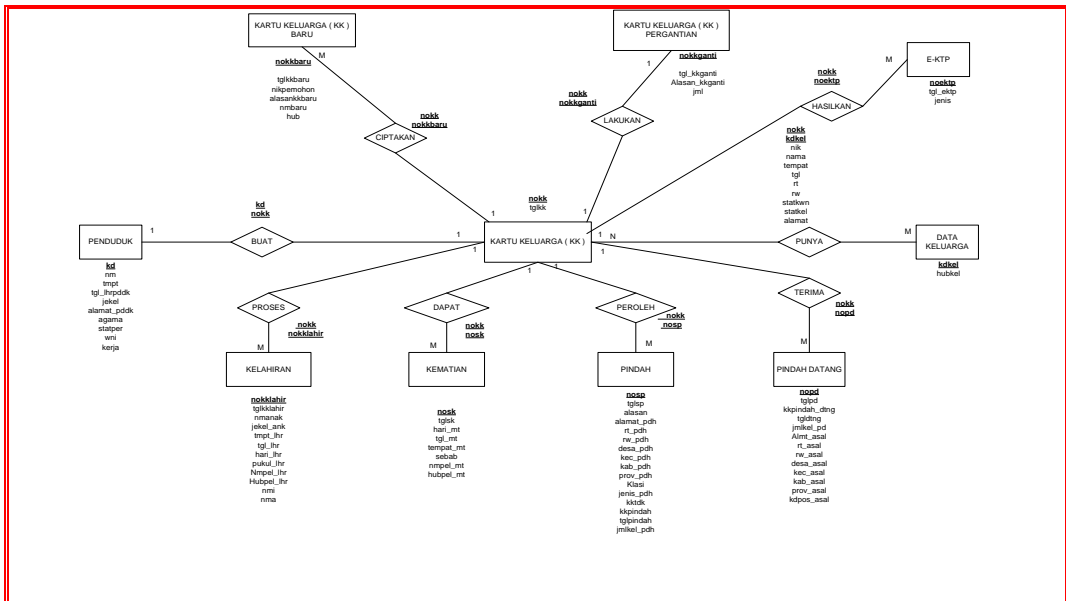 KARTU KELUARGA ( KK )
BARU
nokkbaru
tglkkbaru
nikpemohon
alasankkbaru
nmbaru
hub
M
nokk
nokkbaru
CIPTAKAN
1
KARTU KELUARGA ( KK )
PERGANTIAN
nokkganti
tgl_kkganti
Alasan_kkganti
jml
1
nokk
nokkganti
LAKUKAN
1
E-KTP
noektp
tgl_ektp
jenis
M
nokk
noektp
HASILKAN
1
nokk
tglkk
KARTU KELUARGA ( KK )
PENDUDUK
kd
nm
tmpt
tgl_lhrpddk
jekel
alamat_pddk
agama
statper
wni
kerja
1
kd
nokk
BUAT
1
nokk
kdkel
nik
nama
tempat
tgl
rt
rw
statkwn
statkel
alamat
N
PUNYA
M
DATA
KELUARGA
kdkel
hubkel
1
PROSES
nokk
nokklahir
M
KELAHIRAN
nokklahir
tglkklahir
nmanak
jekel_ank
tmpt_lhr
tgl_lhr
hari_lhr
pukul_lhr
Nmpel_lhr
Hubpel_lhr
nmi
nma
1
DAPAT
nokk
nosk
M
KEMATIAN
nosk
tglsk
hari_mt
tgl_mt
tempat_mt
sebab
nmpel_mt
hubpel_mt
1
PEROLEH
nokk
nosp
M
PINDAH
nosp
tglsp
alasan
alamat_pdh
rt_pdh
rw_pdh
desa_pdh
kec_pdh
kab_pdh
prov_pdh
Klasi
jenis_pdh
kktdk
kkpindah
tglpindah
jmlkel_pdh
1
TERIMA
nokk
nopd
M
PINDAH DATANG
nopd
tglpd
kkpindah_dtng
tgldtng
jmlkel_pd
Almt_asal
rt_asal
rw_asal
desa_asal
kec_asal
kab_asal
prov_asal
kdpos_asal